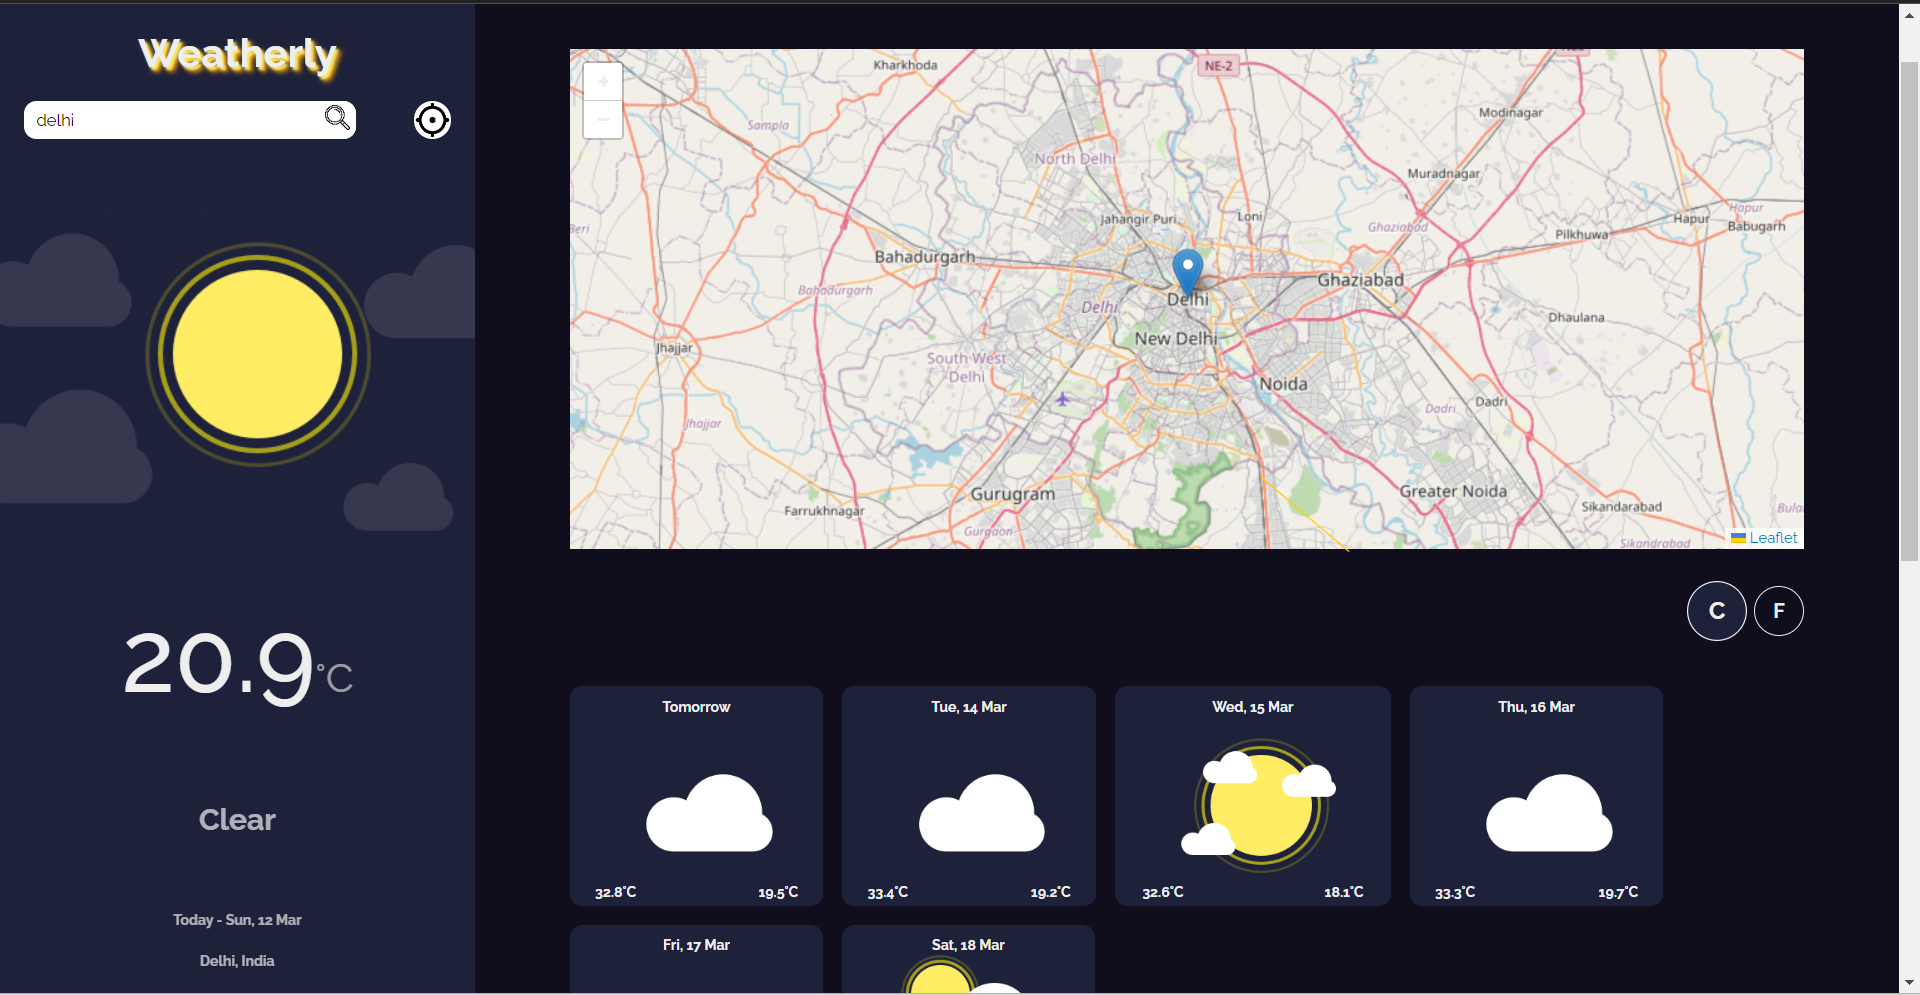 Weatherly
delhi
+
−
Kharkhoda
NE-2
Modinagar
Sampla
North Delhi
Muradnagar
Jahangir Puri
Loni
Ghaziabad
Hapur
Hapur
Babugarh
Pilkhuwa
Beri
Bahadurgarh
Ghaziabad
Bahadurgarh
Delhi
Delhi
Dhaulana
New Delhi
Jhajjar
South West
Delhi
Noida
Dadri
Dadri
Jhajjar
Gurugram
Greater Noida
Farrukhnagar
Sikandarabad
Gurgaon
Sikandrabad
Leaflet
C
F
20.9°C
Clear
Today - Sun, 12 Mar
Delhi, India
Tomorrow
32.8°C 19.5°C
Tue, 14 Mar
33.4°C 19.2°C
Wed, 15 Mar
32.6°C 18.1°C
Thu, 16 Mar
33.3°C 19.7°C
Fri, 17 Mar
Sat, 18 Mar